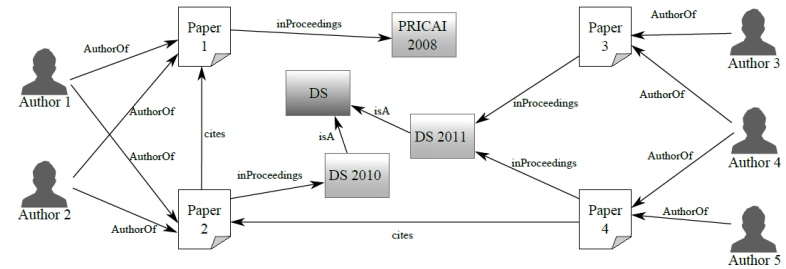 Paper
1
inProceedings
PRICAI
2008
Paper
3
AuthorOf
Author 3
AuthorOf
Author 1
AuthorOf
AuthorOf
cites
DS
isA
isA
DS 2011
inProceedings
AuthorOf
Author 4
AuthorOf
Author 2
AuthorOf
Paper
2
inProceedings
DS 2010
inProceedings
Paper
4
AuthorOf
Author 5
cites